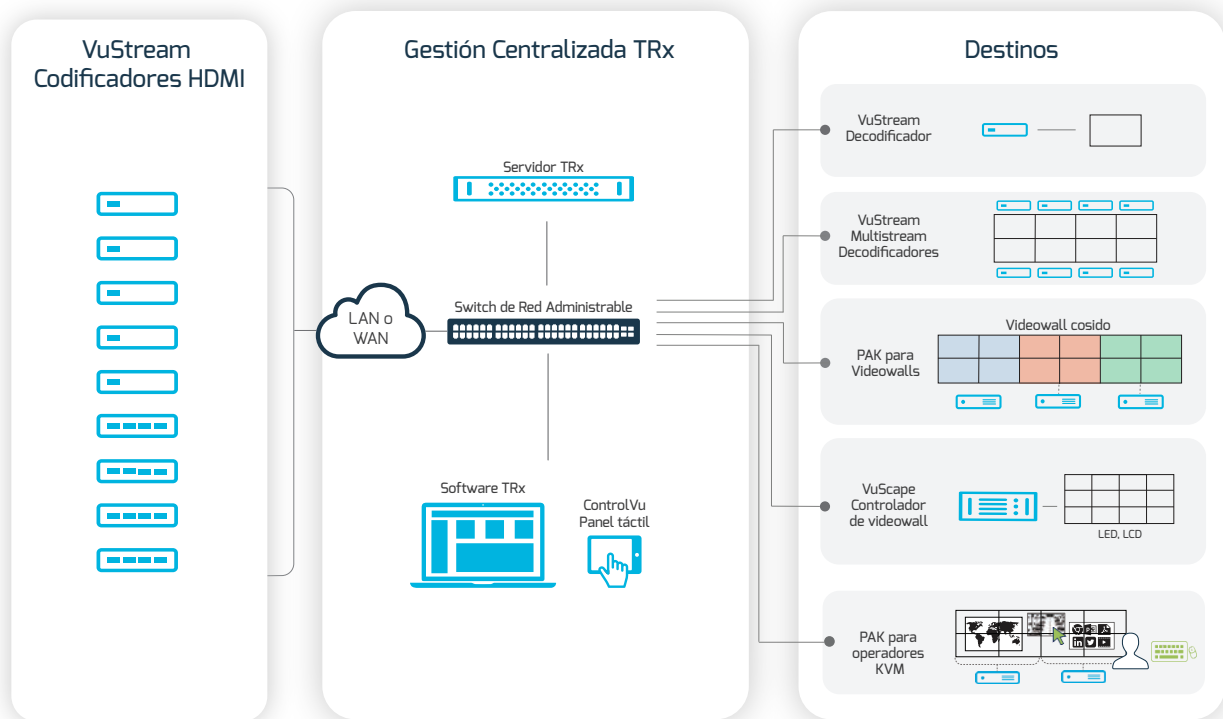 VuStream
Codificadores HDMI
Gestión Centralizada TRx
Servidor TRx
LAN o
WAN
Switch de Red Administrable
Software TRx
ControlVu
Panel táctil
Destinos
VuStream
Decodificador
VuStream
Multistream
Decodificadores
PAK para
Videowalls
Videowall cosido
VuScape
Controlador
de videowall
LED, LCD
PAK para
operadores
KVM